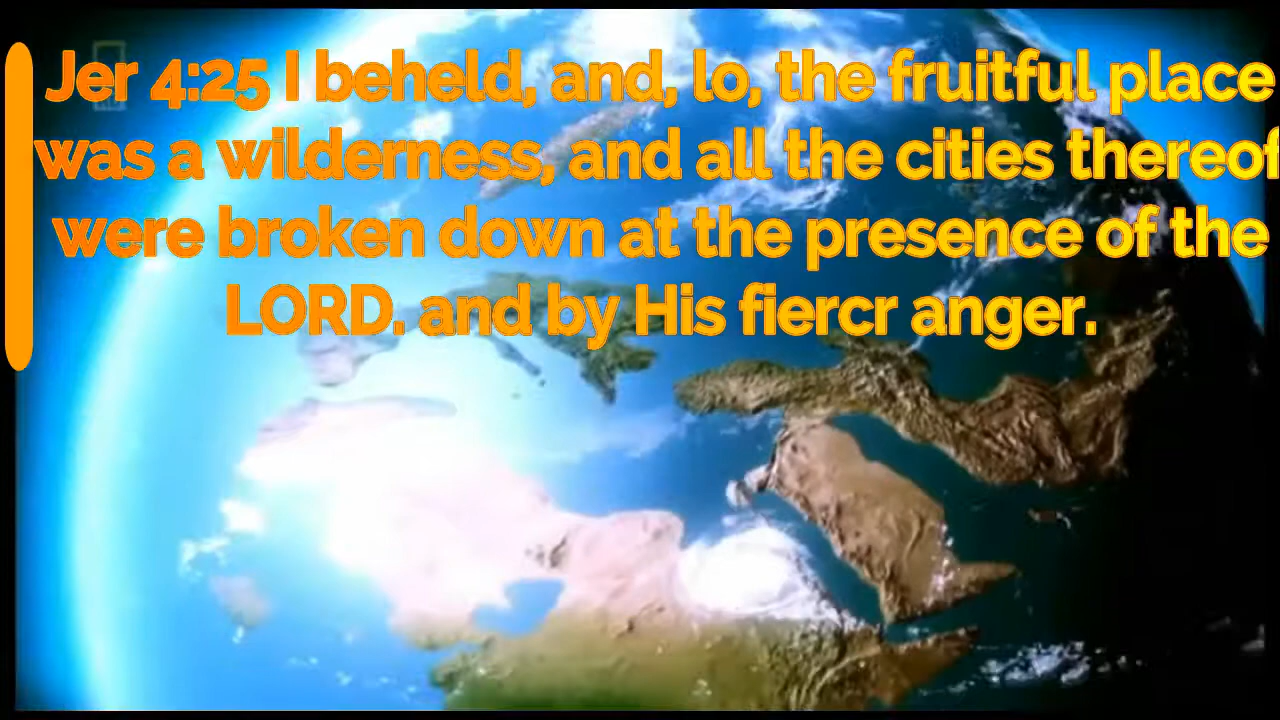 Jer 4:25 I beheld, and, lo, the fruitful place
was a wilderness, and all the cities thereof
were broken down at the presence of the
LORD. and by His fiercr anger.